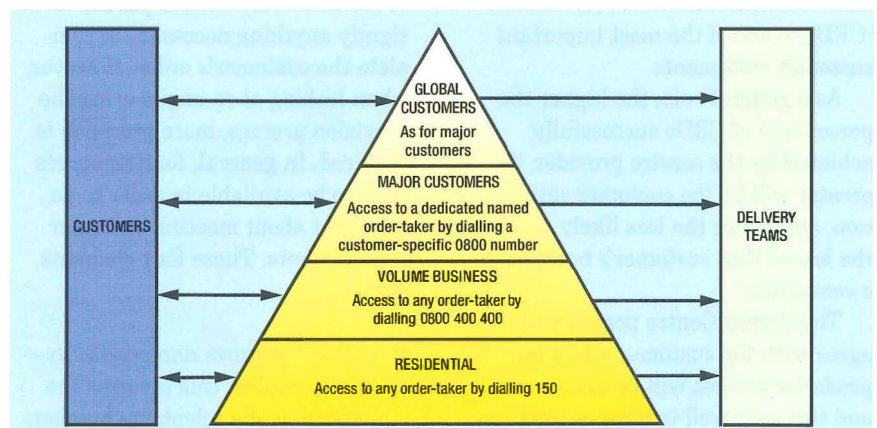 GLOBAL
CUSTOMERS
As for major
customers
MAJOR CUSTOMERS
Access to a dedicated named
order-taker by dialling a
customer-specific 0800 number
VOLUME BUSINESS
Access to any order-taker by
dialling 0800 400 400
RESIDENTIAL
Access to any order-taker by dialling 150
CUSTOMERS
DELIVERY
TEAMS